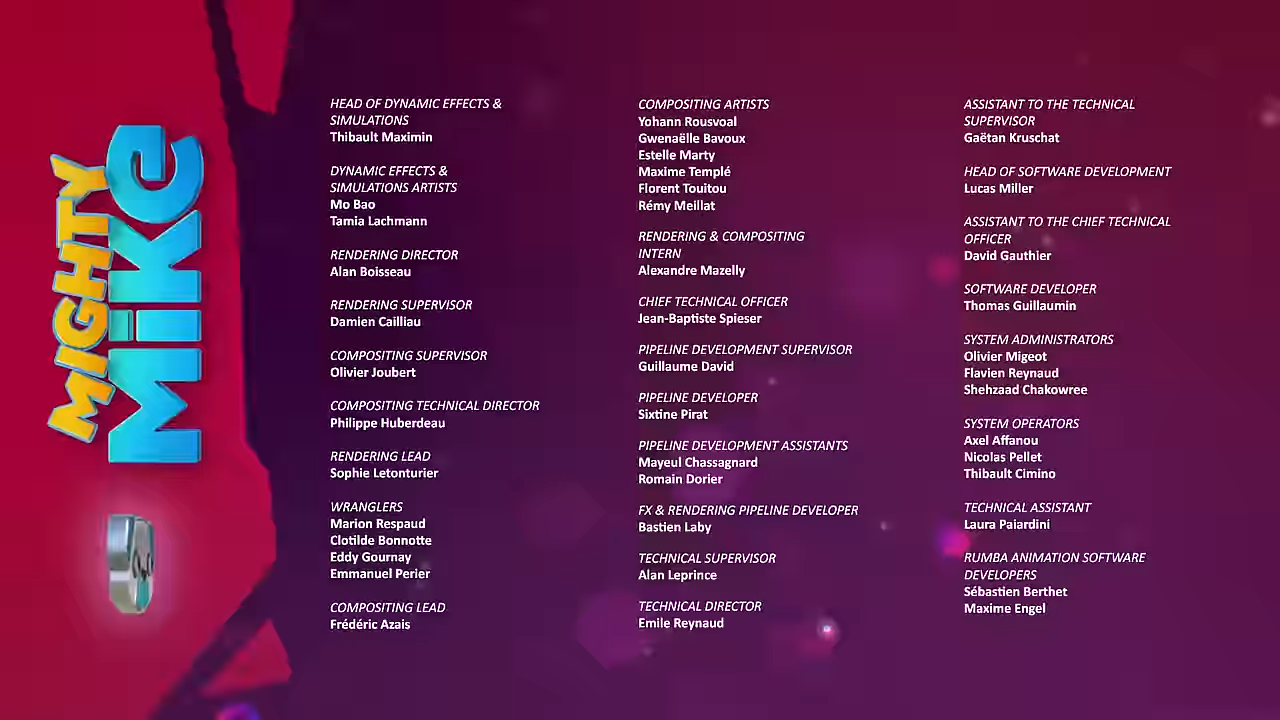 MIGHTY
Mike
HEAD OF DYNAMIC EFFECTS &
SIMULATIONS
Thibault Maximin
DYNAMIC EFFECTS &
SIMULATIONS ARTISTS
Mo Bao
Tamia Lachmann
RENDERING DIRECTOR
Alan Boisseau
RENDERING SUPERVISOR
Damien Cailliau
COMPOSITING SUPERVISOR
Olivier Joubert
COMPOSITING TECHNICAL DIRECTOR
Philippe Huberdeau
RENDERING LEAD
Sophie Letonturier
WRANGLERS
Marion Respaud
Clotilde Bonnotte
Eddy Gournay
Emmanuel Perier
COMPOSITING LEAD
Frédéric Azais
COMPOSITING ARTISTS
Yohann Rousvoal
Gwenaëlle Bavoux
Estelle Marty
Maxime Templé
Florent Touitou
Rémy Meillat
RENDERING & COMPOSITING
INTERN
Alexandre Mazelly
CHIEF TECHNICAL OFFICER
Jean-Baptiste Spieser
PIPELINE DEVELOPMENT SUPERVISOR
Guillaume David
PIPELINE DEVELOPER
Sixtine Pirat
PIPELINE DEVELOPMENT ASSISTANTS
Mayeul Chassagnard
Romain Dorier
FX & RENDERING PIPELINE DEVELOPER
Bastien Laby
TECHNICAL SUPERVISOR
Alan Leprince
TECHNICAL DIRECTOR
Emile Reynaud
ASSISTANT TO THE TECHNICAL
SUPERVISOR
Gaëtan Kruschat
HEAD OF SOFTWARE DEVELOPMENT
Lucas Miller
ASSISTANT TO THE CHIEF TECHNICAL
OFFICER
David Gauthier
SOFTWARE DEVELOPER
Thomas Guillaumin
SYSTEM ADMINISTRATORS
Olivier Migeot
Flavien Reynaud
Shehzaad Chakowree
SYSTEM OPERATORS
Axel Affanou
Nicolas Pellet
Thibault Cimino
TECHNICAL ASSISTANT
Laura Paiardini
RUMBA ANIMATION SOFTWARE
DEVELOPERS
Sébastien Berthet
Maxime Engel